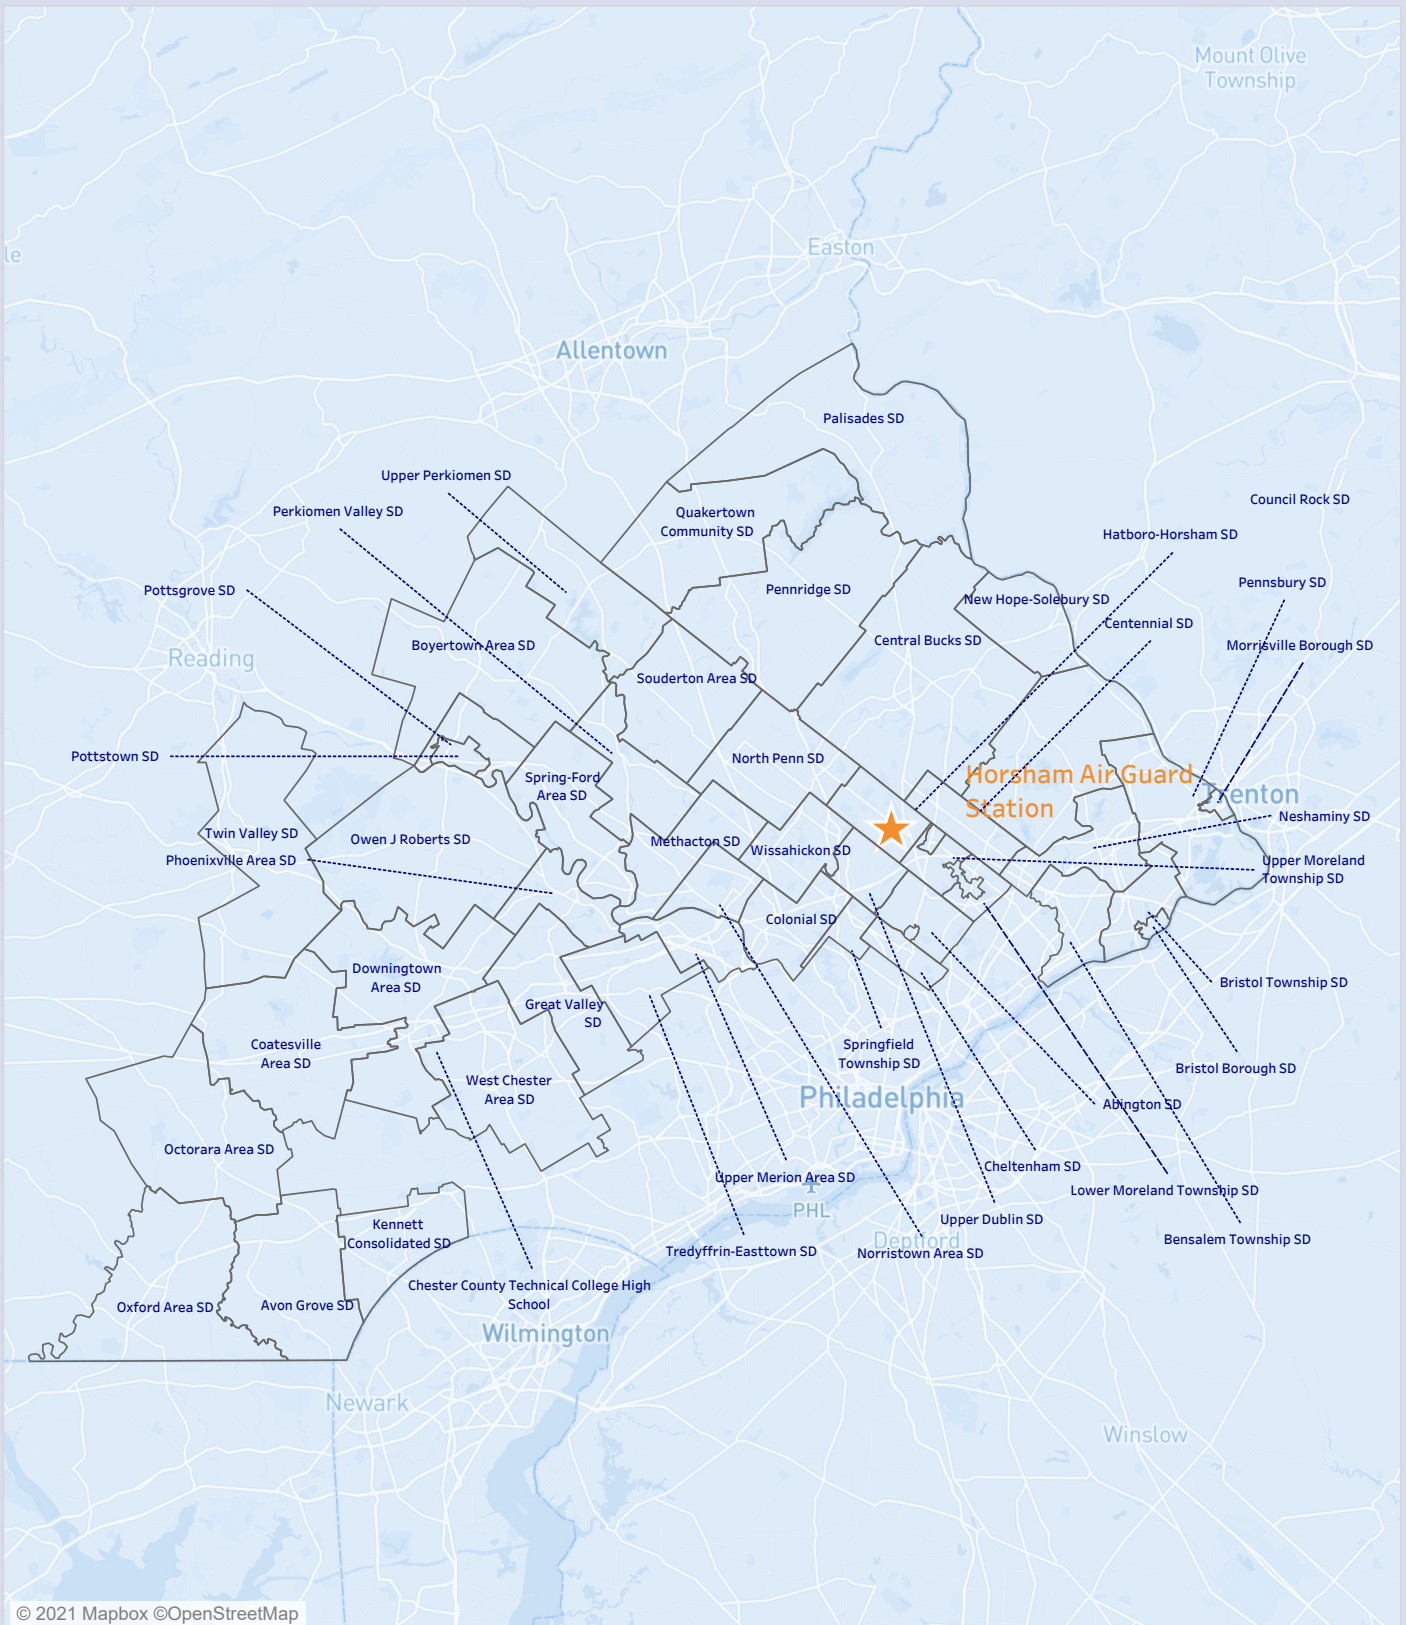 Mount Olive
Township
Easton
le
Allentown
Palisades SD
Upper Perkiomen SD
Council Rock SD
Perkiomen Valley SD
Quakertown
Community SD
Hatboro-Horsham SD
Pennsbury SD
Pottsgrove SD
Pennridge SD
New Hope-Solebury SD
Centennial SD
Central Bucks SD
Boyertown Area SD
Morrisville Borough SD
Reading
Souderton Area SD
Pottstown SD
North Penn SD
Spring-Ford
Area SD
Horsham Air Guard
Station
Trenton
Neshaminy SD
Twin Valley SD
Owen J Roberts SD
Methacton SD
Wissahickon SD
Phoenixville Area SD
Upper Moreland
Township SD
Colonial SD
Downingtown
Area SD
Bristol Township SD
Great Valley
SD
Coatesville
Area SD
Springfield
Township SD
Bristol Borough SD
West Chester
Area SD
Philadelphia
Abington SD
Octorara Area SD
Cheltenham SD
Upper Merion Area SD
Lower Moreland Township SD
PHL
Upper Dublin SD
Kennett
Consolidated SD
Deptford
Bensalem Township SD
Tredyffrin-Easttown SD
Norristown Area SD
Chester County Technical College High
School
Oxford Area SD
Avon Grove SD
Wilmington
Newark
Winslow
© 2021 Mapbox ©OpenStreetMap